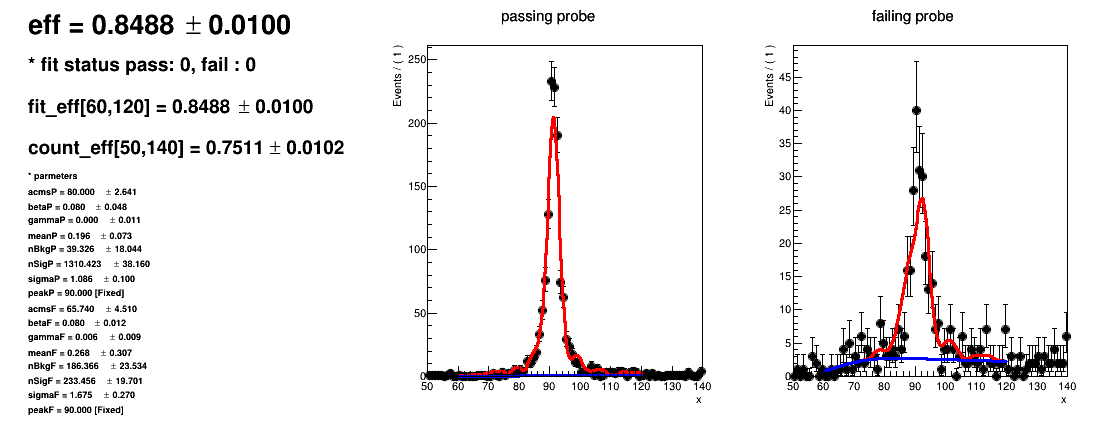 eff = 0.8488 ± 0.0100
* fit status pass: 0, fail : 0
fit_eff[60,120] = 0.8488 ± 0.0100
count_eff[50,140] = 0.7511 ± 0.0102
* parmeters
acmsP = 80.000 ± 2.641
betaP = 0.080 ± 0.048
gammaP = 0.000 ± 0.011
meanP = 0.196 ± 0.073
nBkgP = 39.326 ± 18.044
nSigP = 1310.423 ± 38.160
sigmaP = 1.086 ± 0.100
peakP = 90.000 [Fixed]
acmsF = 65.740 ± 4.510
betaF = 0.080 ± 0.012
gammaF = 0.006 ± 0.009
meanF = 0.268 ± 0.307
nBkgF = 186.366 ± 23.534
nSigF = 233.456 ± 19.701
sigmaF = 1.675 ± 0.270
peakF = 90.000 [Fixed]
passing probe
Events / ( 1 )
250
200
150
100
50
0
50 60 70 80 90 100 110 120 130 140
x
failing probe
Events / ( 1 )
45
40
35
30
25
20
15
10
5
0
50 60 70 80 90 100 110 120 130 140
x